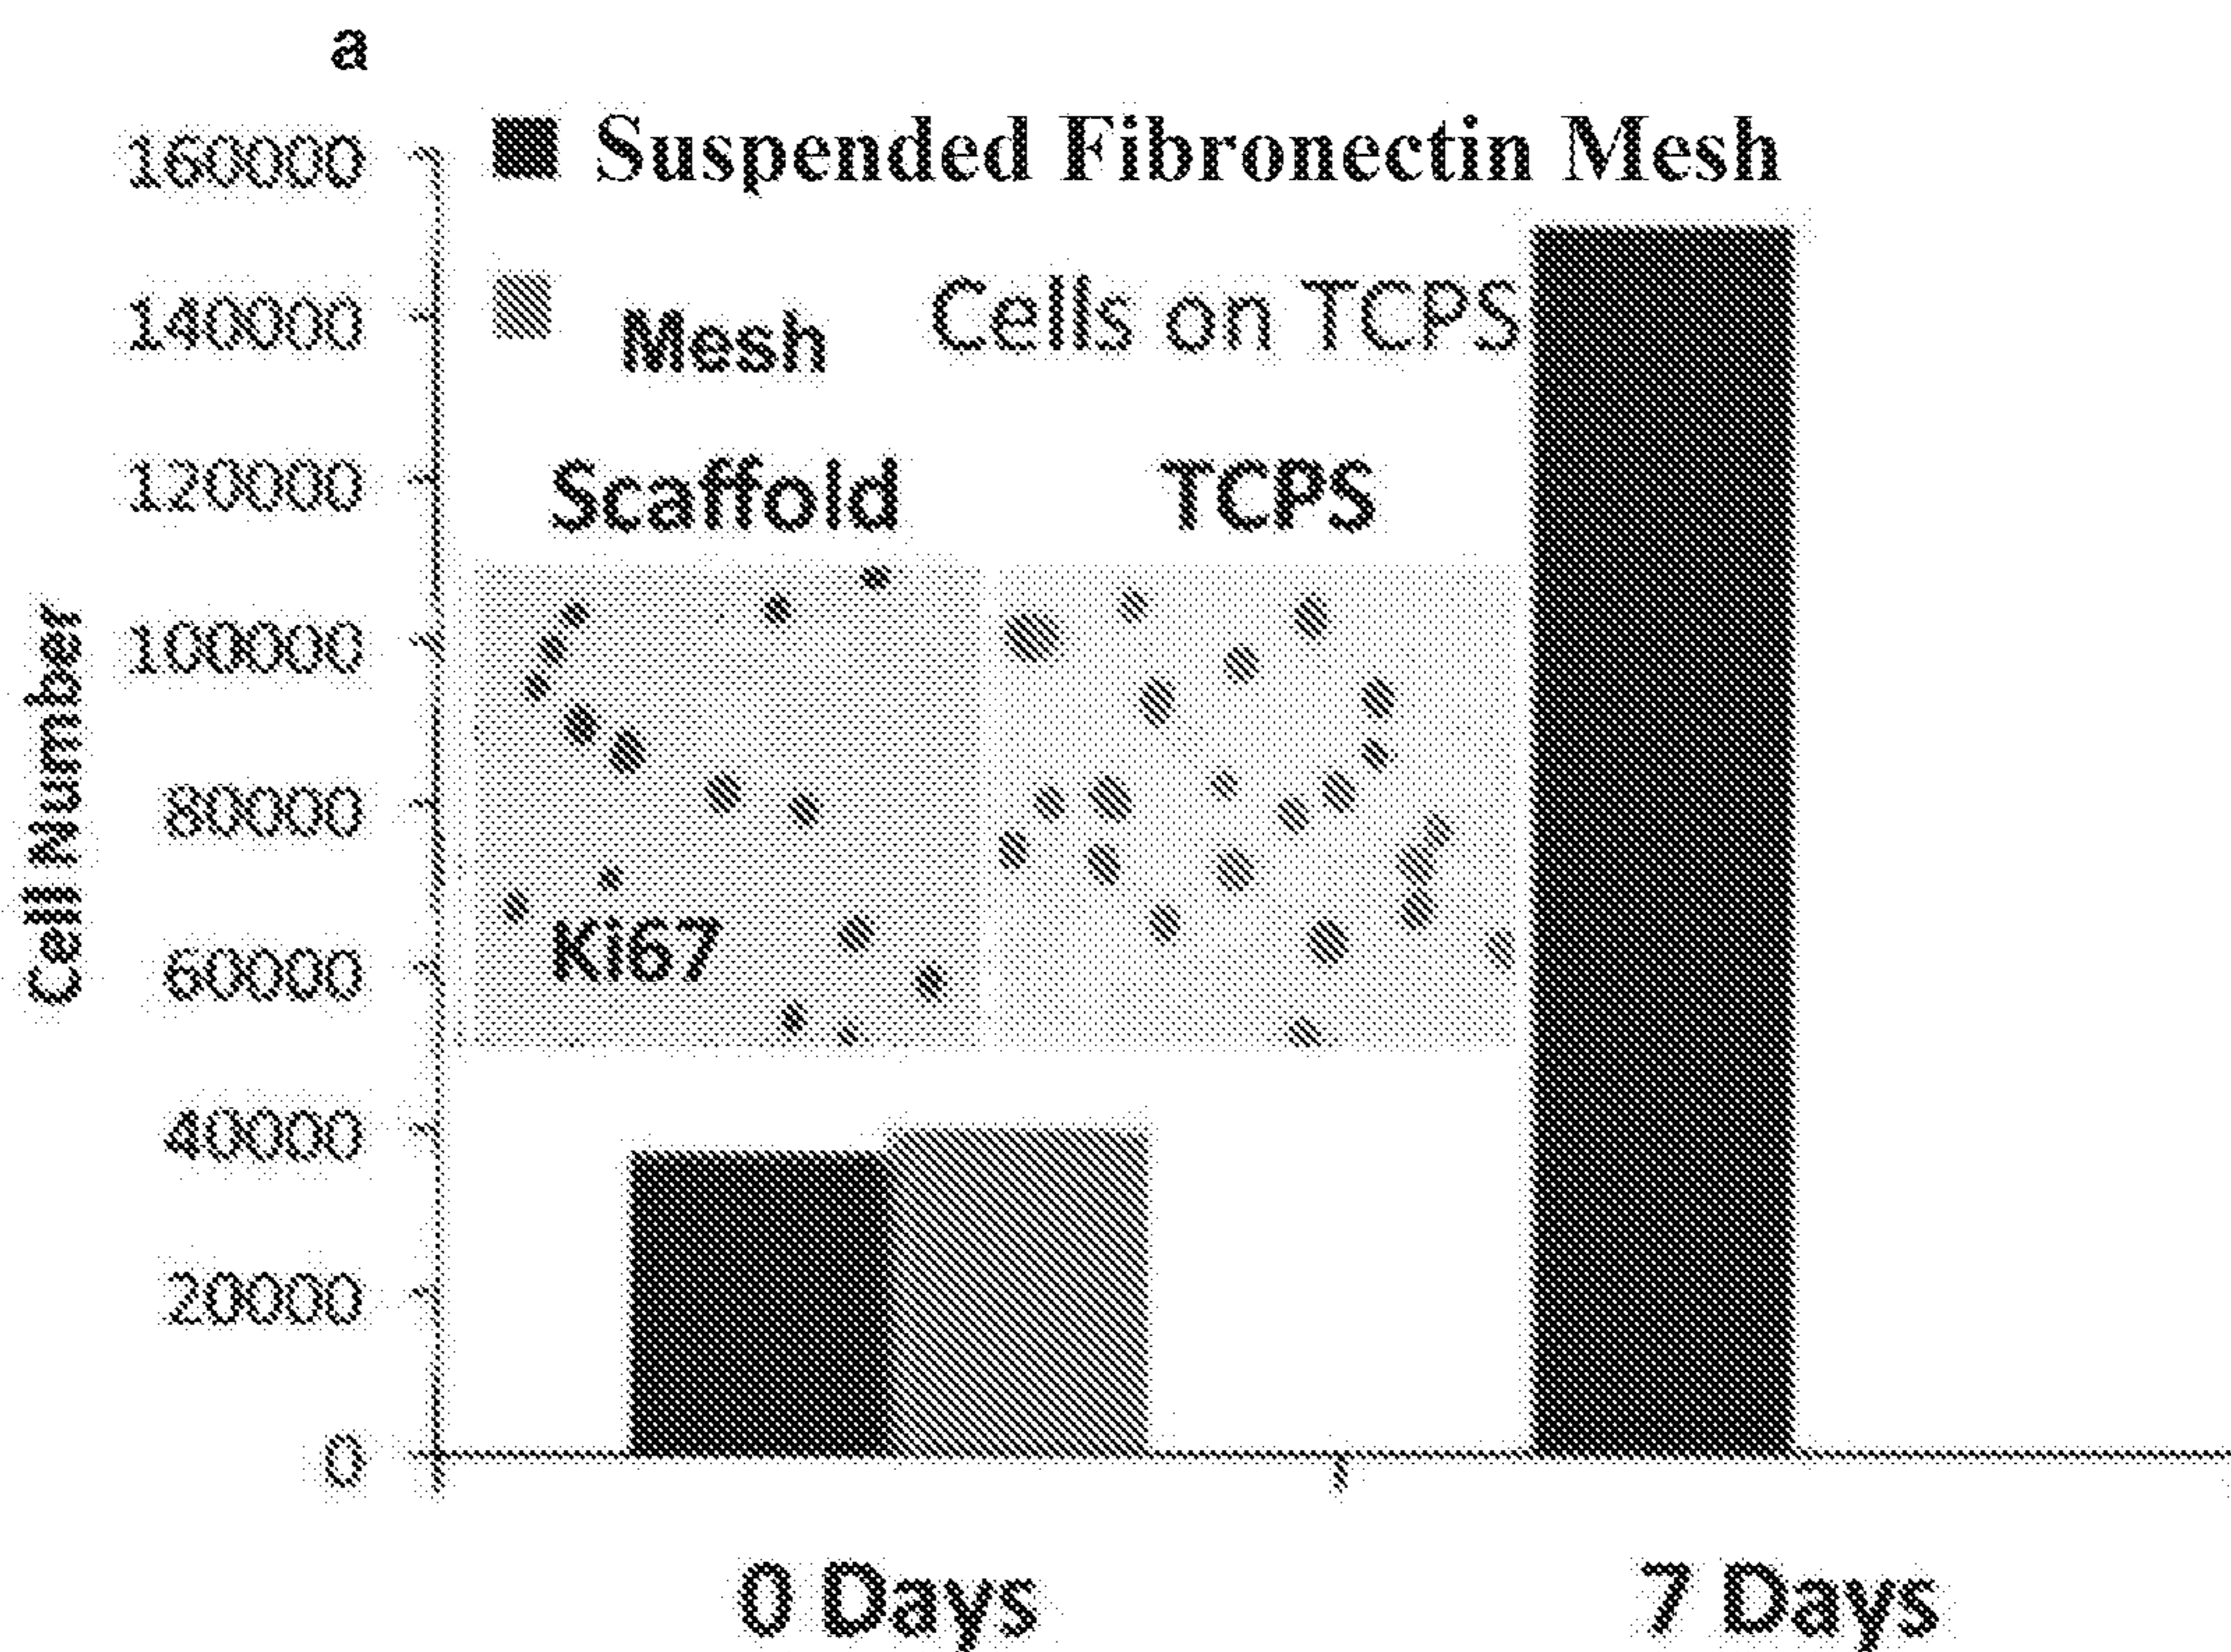 a
Suspended Fibronectin Mesh
Mesh Cells on TCPS
Scaffold TCPS
Ki67
Cell Number
160000
140000
120000
100000
80000
60000
40000
20000
0
0 Days 7 Days